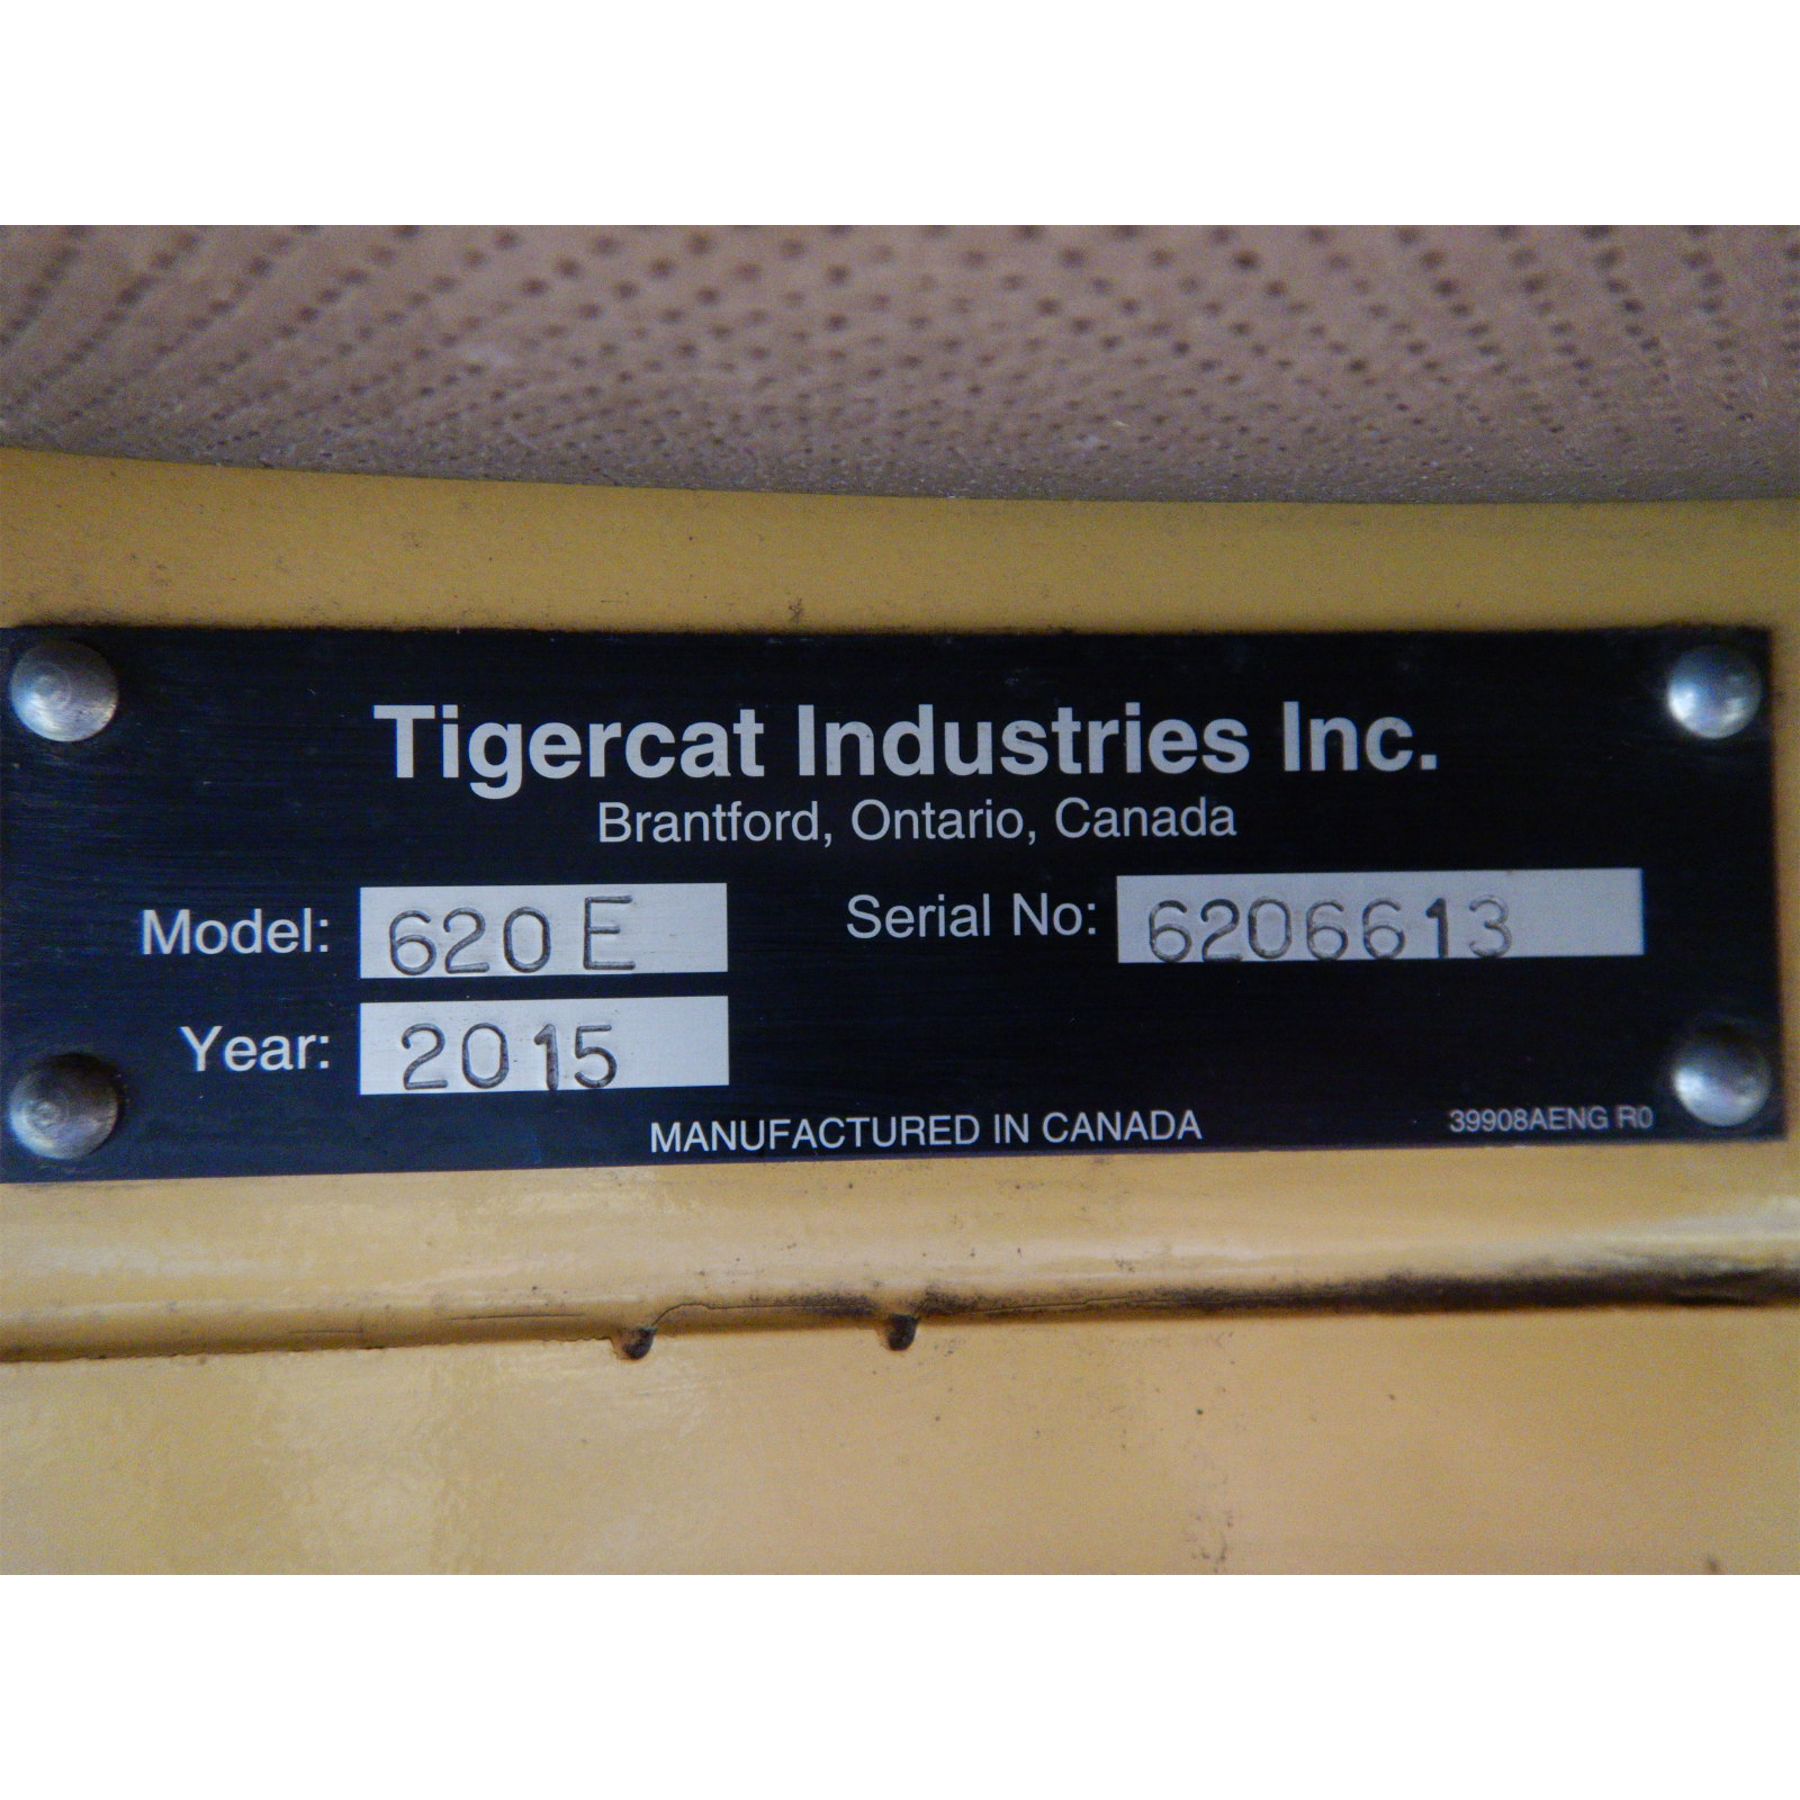 Tigercat Industries Inc.
Brantford, Ontario, Canada
Model: 620 E Serial No: 6206613
Year: 2015
MANUFACTURED IN CANADA 39908AENG R0